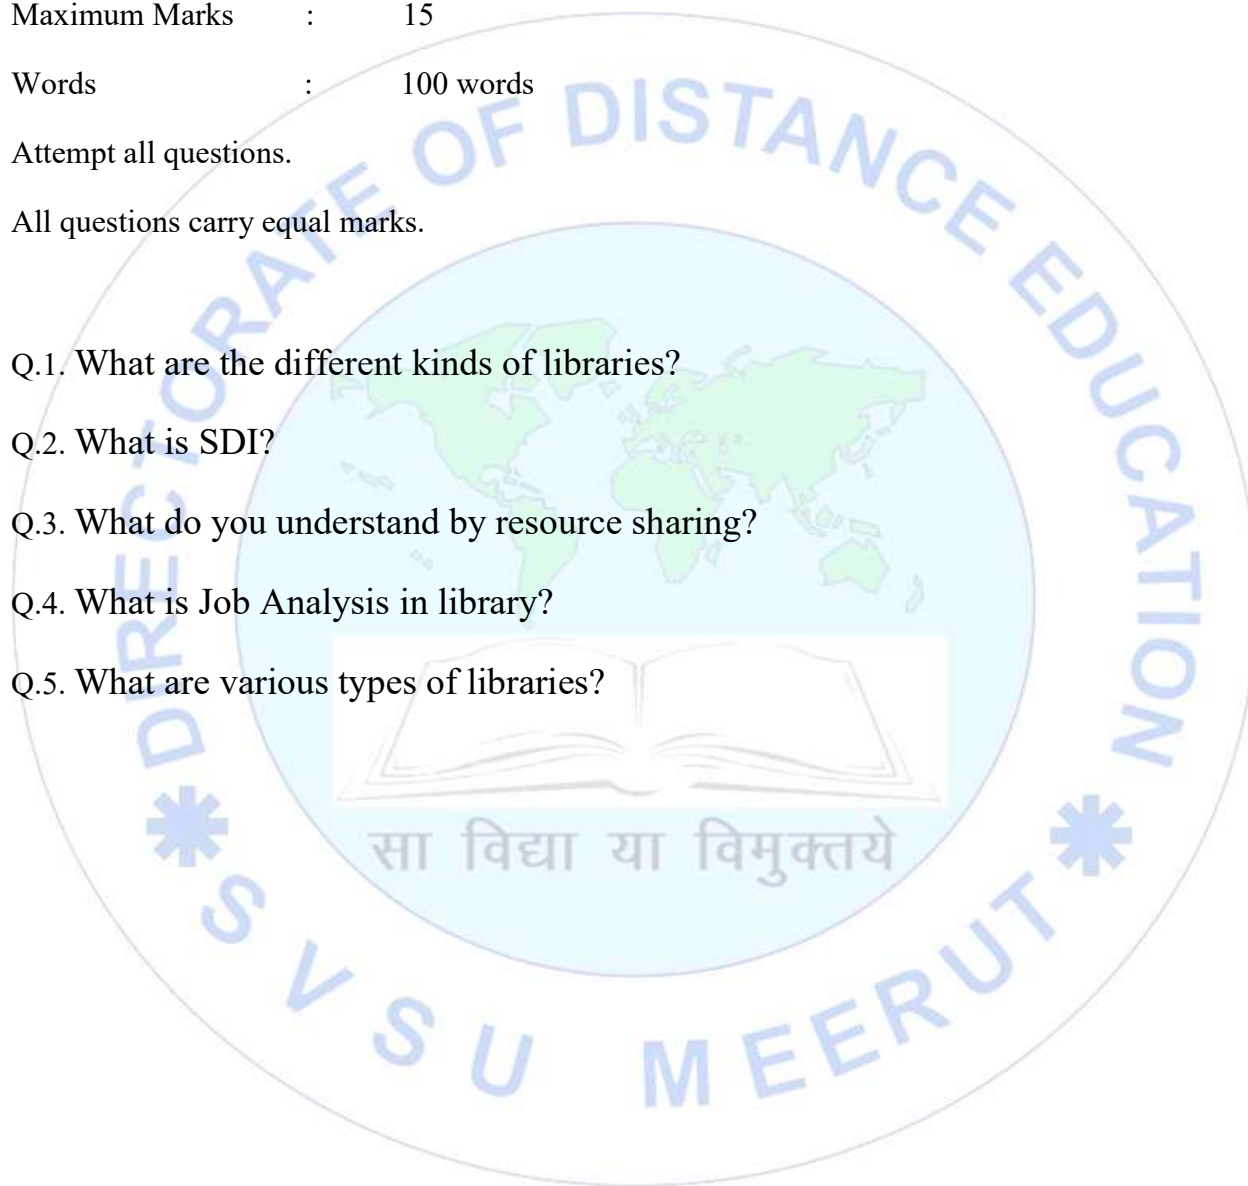 Maximum Marks : 15
Words : 100 words
Attempt all questions.
All questions carry equal marks.
Q.1. What are the different kinds of libraries?
Q.2. What is SDI?
Q.3. What do you understand by resource sharing?
Q.4. What is Job Analysis in library?
Q.5. What are various types of libraries?
DIRECTORATE OF DISTANCE EDUCATION
सा विद्या या विमुक्तये
S V S U MEERUT